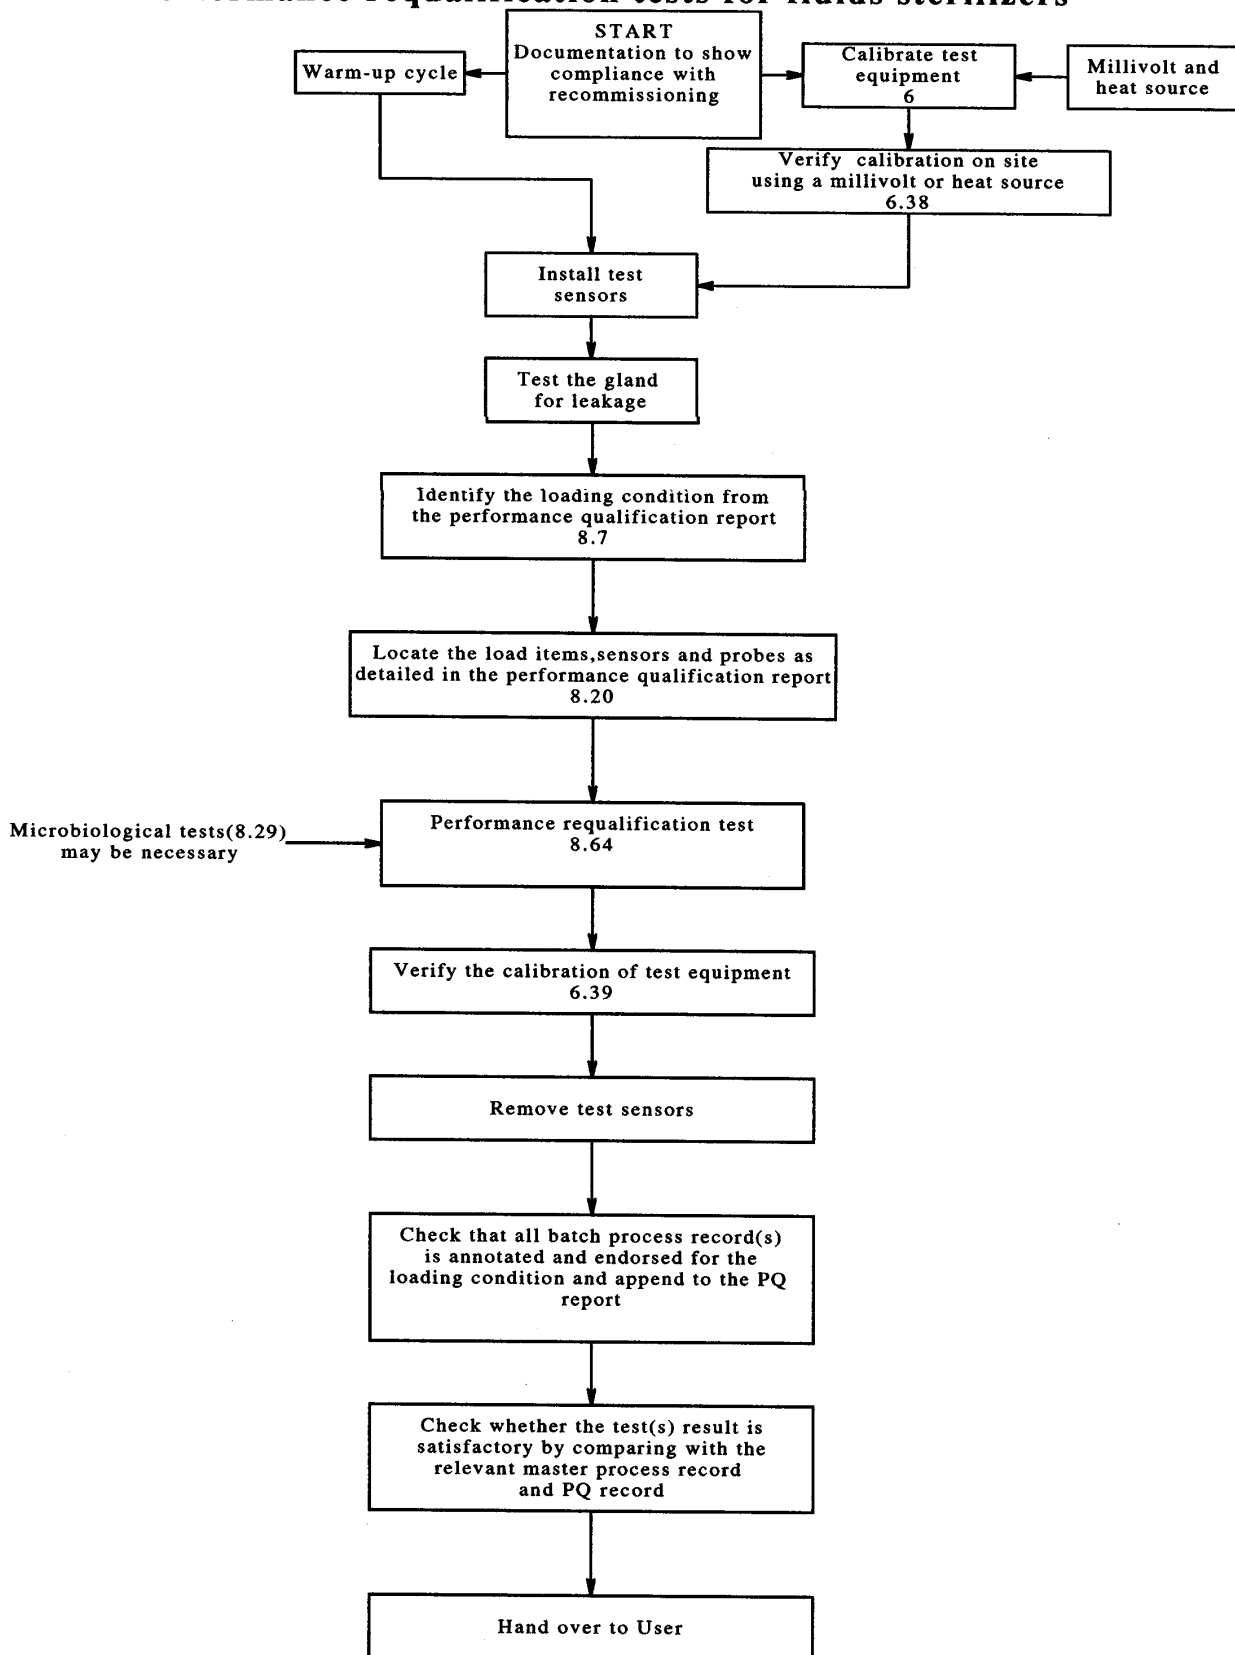 requalification tests for fluids sterilizers
START
Documentation to show
compliance with
recommissioning
Warm-up cycle
Calibrate test
equipment
6
Millivolt and
heat source
Verify calibration on site
using a millivolt or heat source
6.38
Install test
sensors
Test the gland
for leakage
Identify the loading condition from
the performance qualification report
8.7
Locate the load items,sensors and probes as
detailed in the performance qualification report
8.20
Microbiological tests(8.29)
may be necessary
Performance requalification test
8.64
Verify the calibration of test equipment
6.39
Remove test sensors
Check that all batch process record(s)
is annotated and endorsed for the
loading condition and append to the PQ
report
Check whether the test(s) result is
satisfactory by comparing with the
relevant master process record
and PQ record
Hand over to User